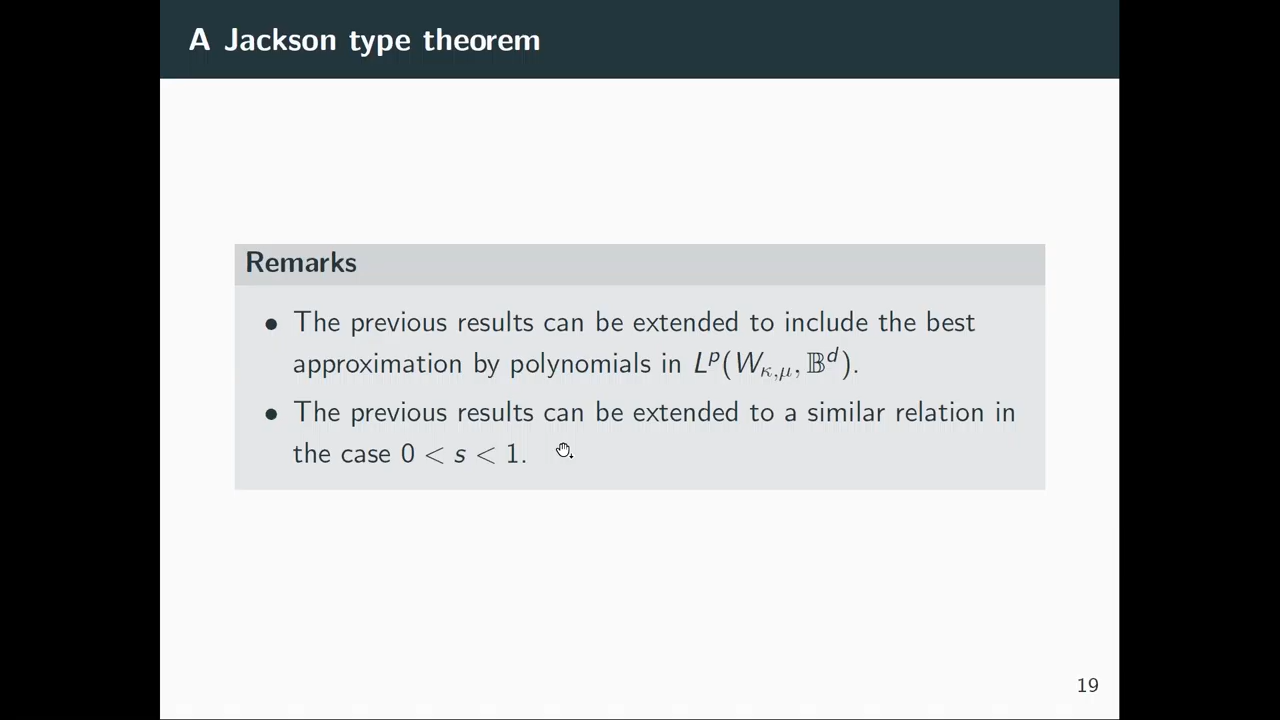 A Jackson type theorem
Remarks
• The previous results can be extended to include the best
approximation by polynomials in Lᵖ(W_{κ,μ}, 𝔹ᵈ).
• The previous results can be extended to a similar relation in
the case 0 < s < 1.
19